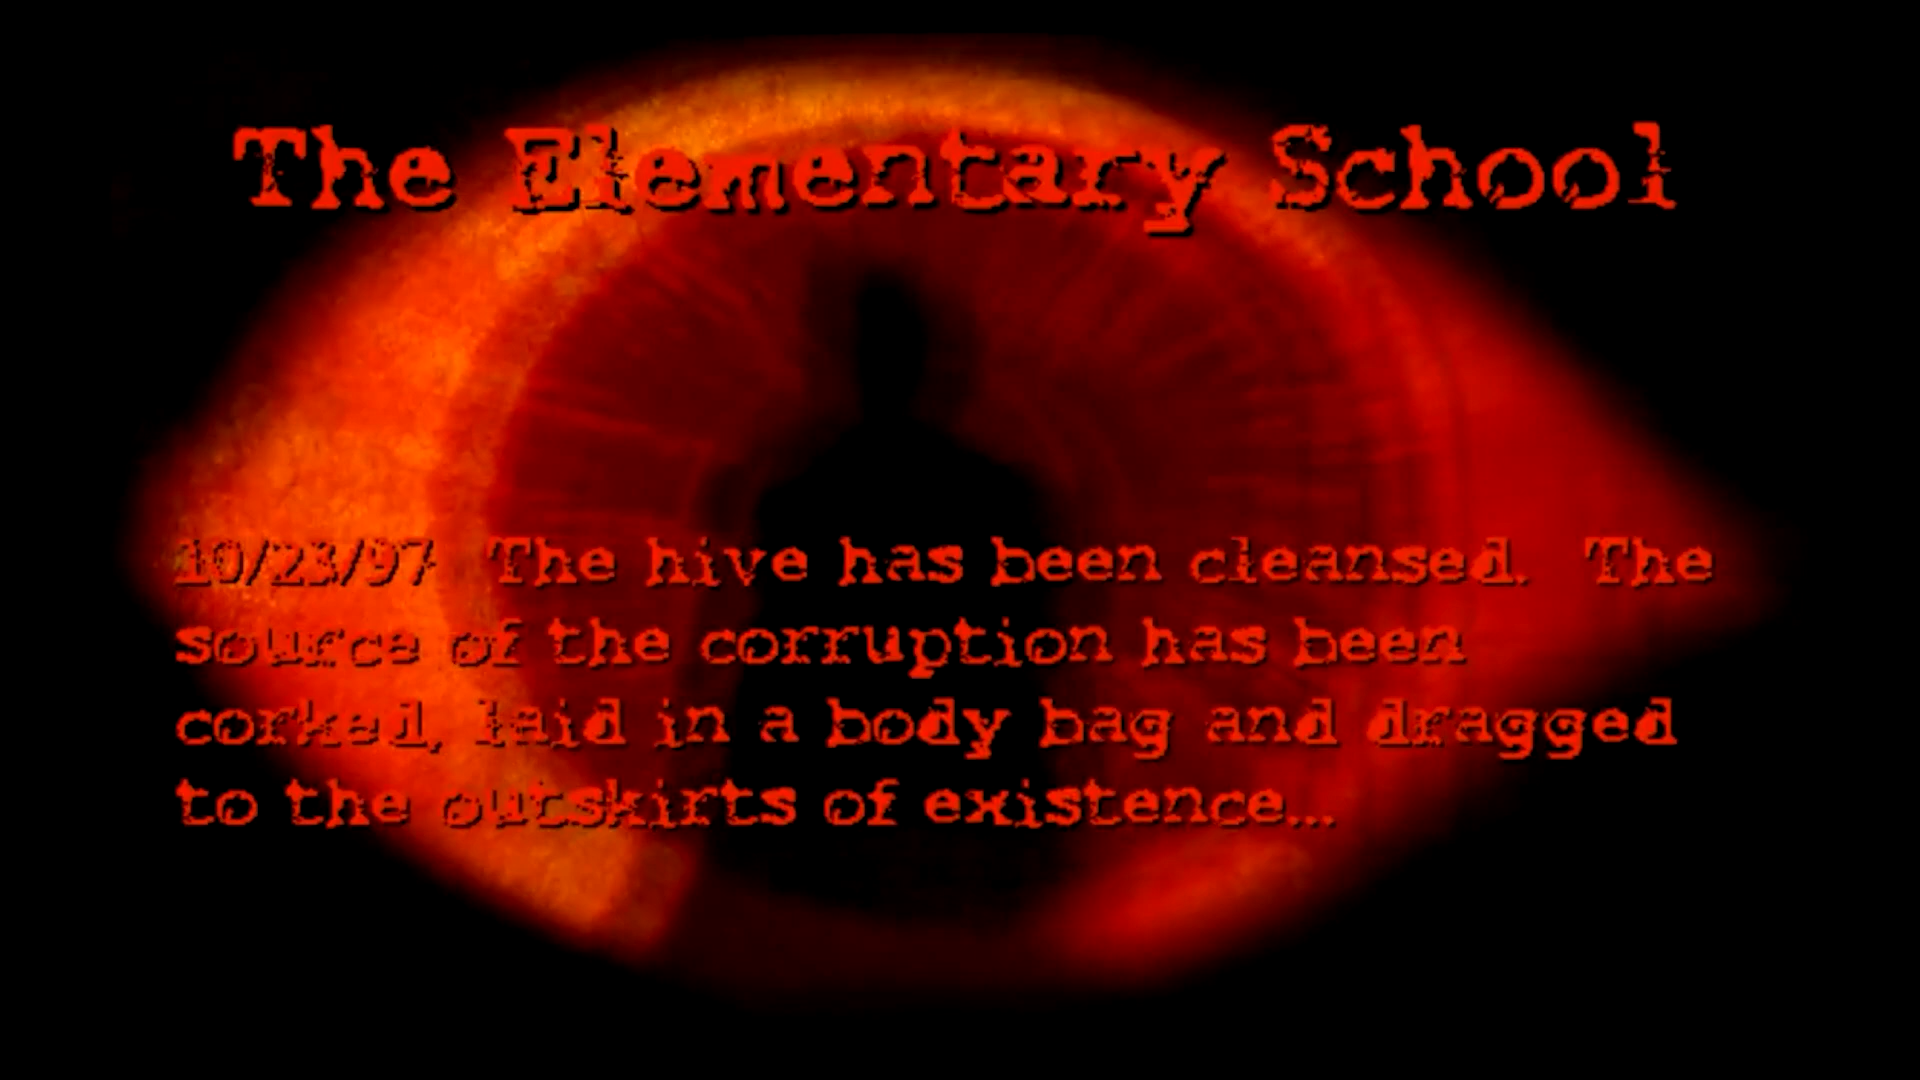 The Elementary School
10/23/97  The hive has been cleansed.  The
source of the corruption has been
corked, laid in a body bag and dragged
to the outskirts of existence...